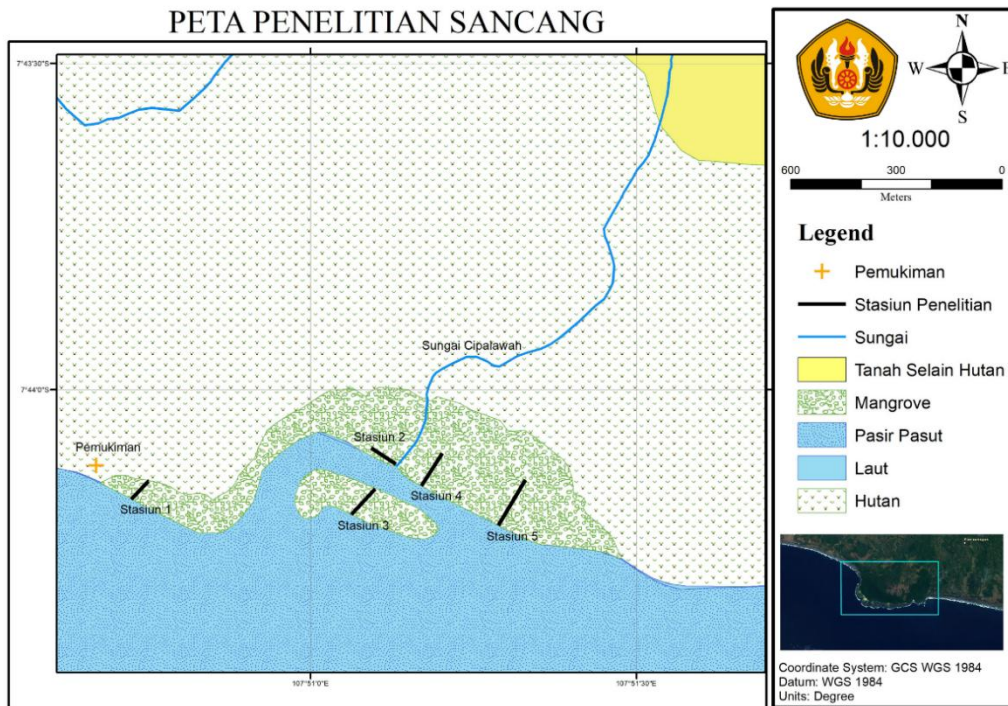 PETA PENELITIAN SANCANG
7°43'30"S
7°44'0"S
107°51'0"E
107°51'30"E
Sungai Cipalawah
Pemukiman
Stasiun 1
Stasiun 2
Stasiun 3
Stasiun 4
Stasiun 5
N
W
E
S
1:10.000
600
300
0
Meters
Legend
Pemukiman
Stasiun Penelitian
Sungai
Tanah Selain Hutan
Mangrove
Pasir Pasut
Laut
Hutan
Coordinate System: GCS WGS 1984
Datum: WGS 1984
Units: Degree